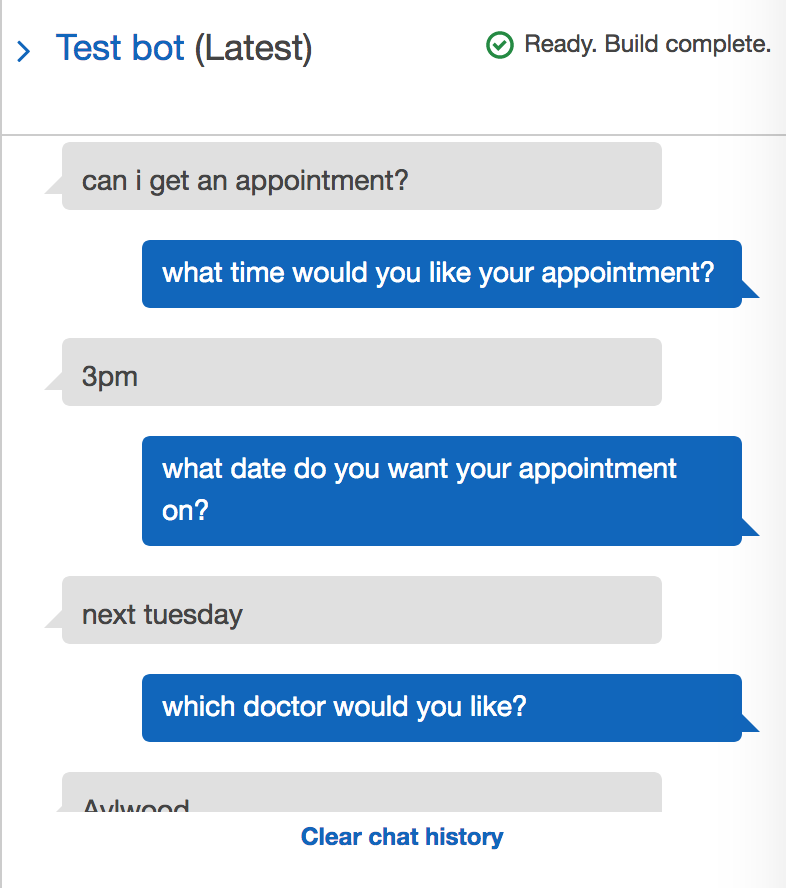 Test bot (Latest)
Ready. Build complete.
can i get an appointment?
what time would you like your appointment?
3pm
what date do you want your appointment
on?
next tuesday
which doctor would you like?
Aylwood
Clear chat history